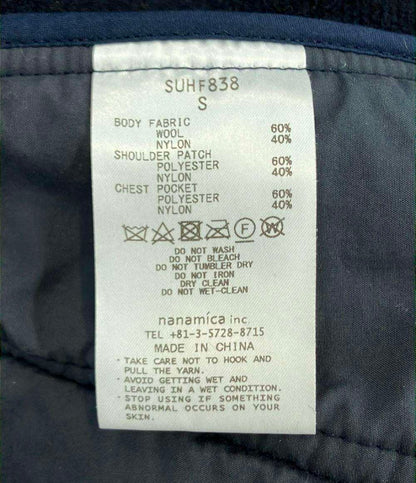 SUHF838
S
BODY FABRIC
WOOL 60%
NYLON 40%
SHOULDER PATCH
POLYESTER 60%
NYLON 40%
CHEST POCKET
POLYESTER 60%
NYLON 40%
F W
DO NOT WASH
DO NOT BLEACH
DO NOT TUMBLER DRY
DO NOT IRON
DRY CLEAN
DO NOT WET-CLEAN
nanamica inc.
TEL +81-3-5728-8715
MADE IN CHINA
・TAKE CARE NOT TO HOOK AND
PULL THE YARN.
・AVOID GETTING WET AND
LEAVING IN A WET CONDITION.
・STOP USING IF SOMETHING
ABNORMAL OCCURS ON YOUR
SKIN.